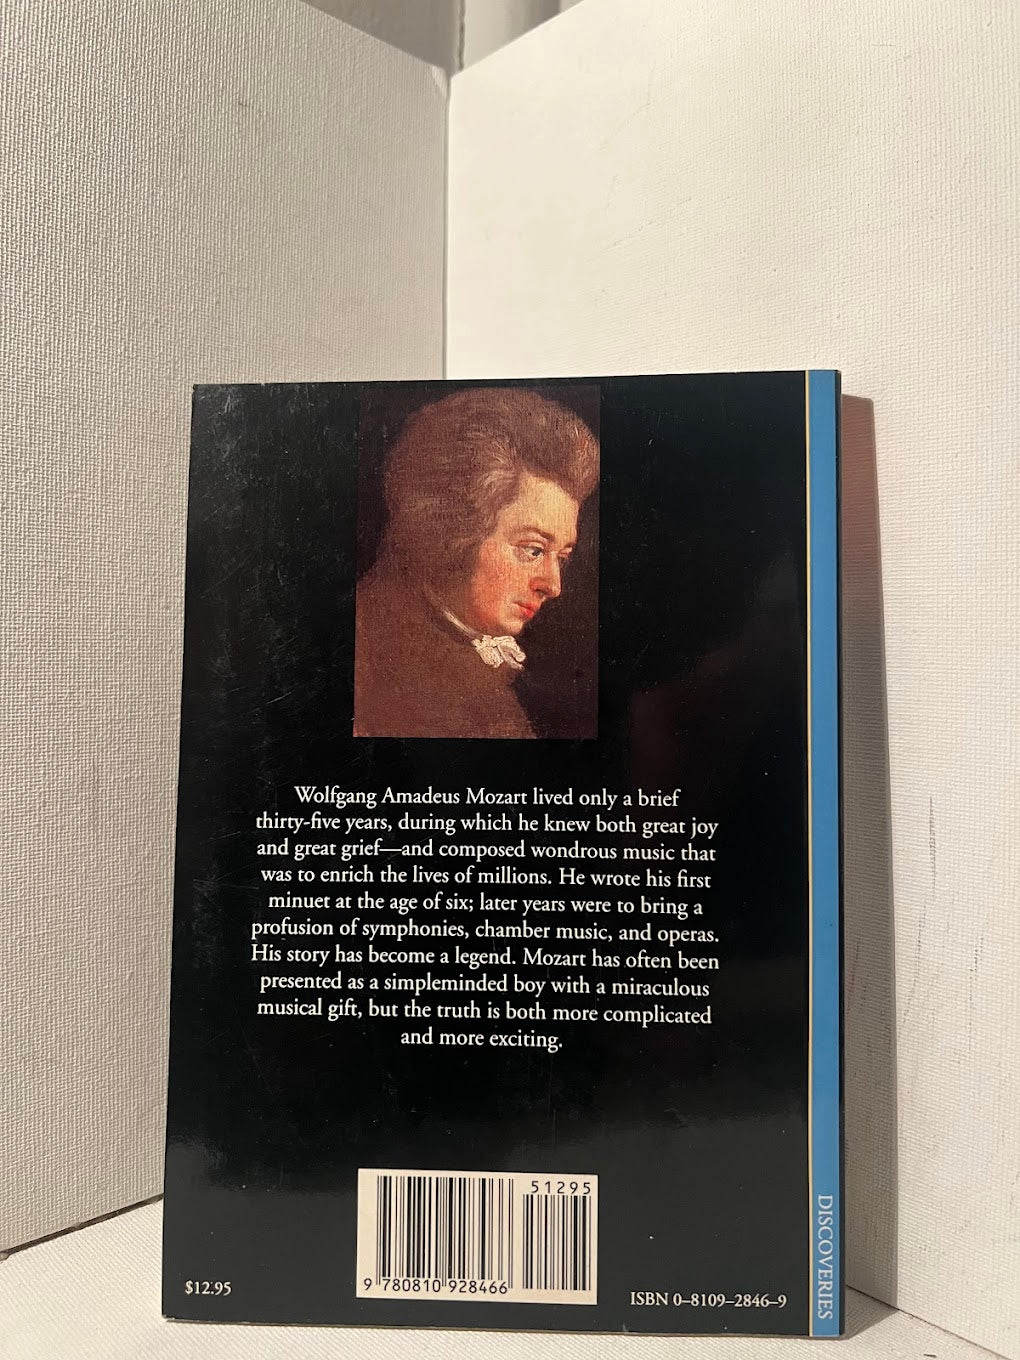 Wolfgang Amadeus Mozart lived only a brief
thirty-five years, during which he knew both great joy
and great grief—and composed wondrous music that
was to enrich the lives of millions. He wrote his first
minuet at the age of six; later years were to bring a
profusion of symphonies, chamber music, and operas.
His story has become a legend. Mozart has often been
presented as a simpleminded boy with a miraculous
musical gift, but the truth is both more complicated
and more exciting.
51295
9 780810 928466
$12.95
ISBN 0–8109–2846–9
DISCOVERIES